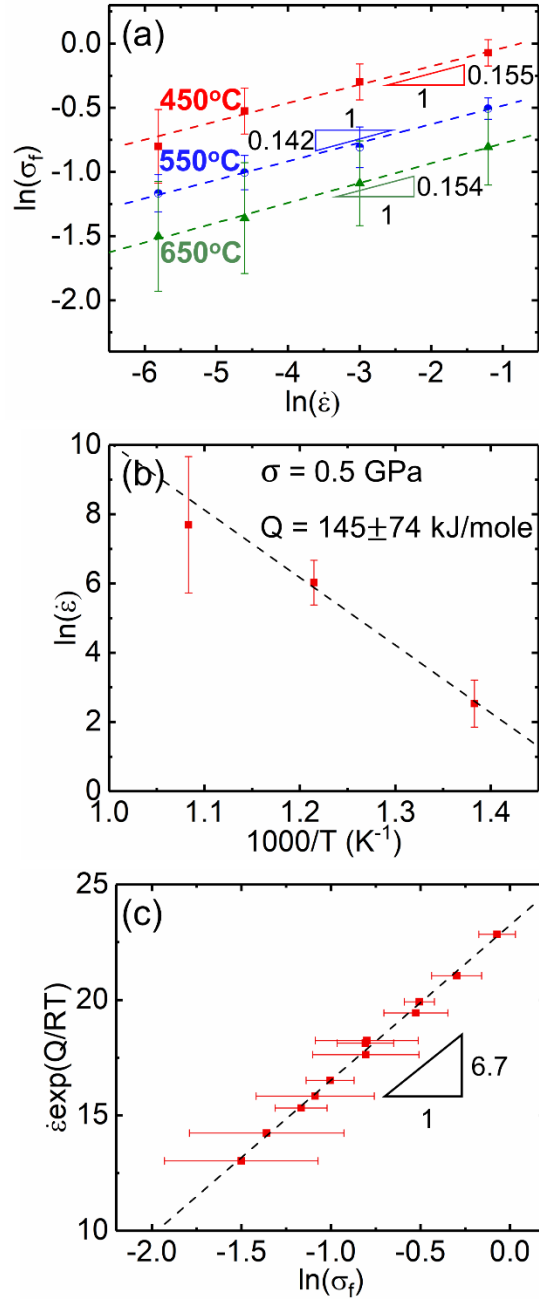 (a)
0.0
-0.5
-1.0
-1.5
-2.0
ln(σf)
450°C
550°C
650°C
0.155
1
1
0.142
0.154
1
-6 -5 -4 -3 -2 -1
ln(ε̇)
(b)
σ = 0.5 GPa
Q = 145±74 kJ/mole
10
8
6
4
2
0
ln(ε̇)
1.0 1.1 1.2 1.3 1.4
1000/T (K⁻¹)
(c)
25
20
15
10
ε̇exp(Q/RT)
6.7
1
-2.0 -1.5 -1.0 -0.5 0.0
ln(σf)